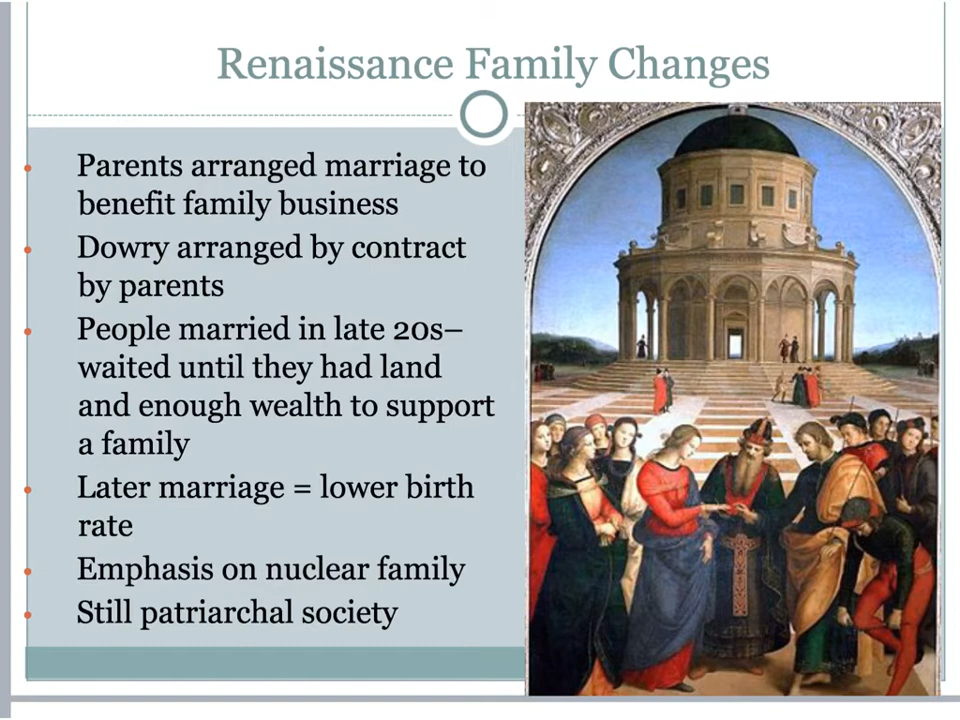 Renaissance Family Changes
Parents arranged marriage to
benefit family business
Dowry arranged by contract
by parents
People married in late 20s–
waited until they had land
and enough wealth to support
a family
Later marriage = lower birth
rate
Emphasis on nuclear family
Still patriarchal society